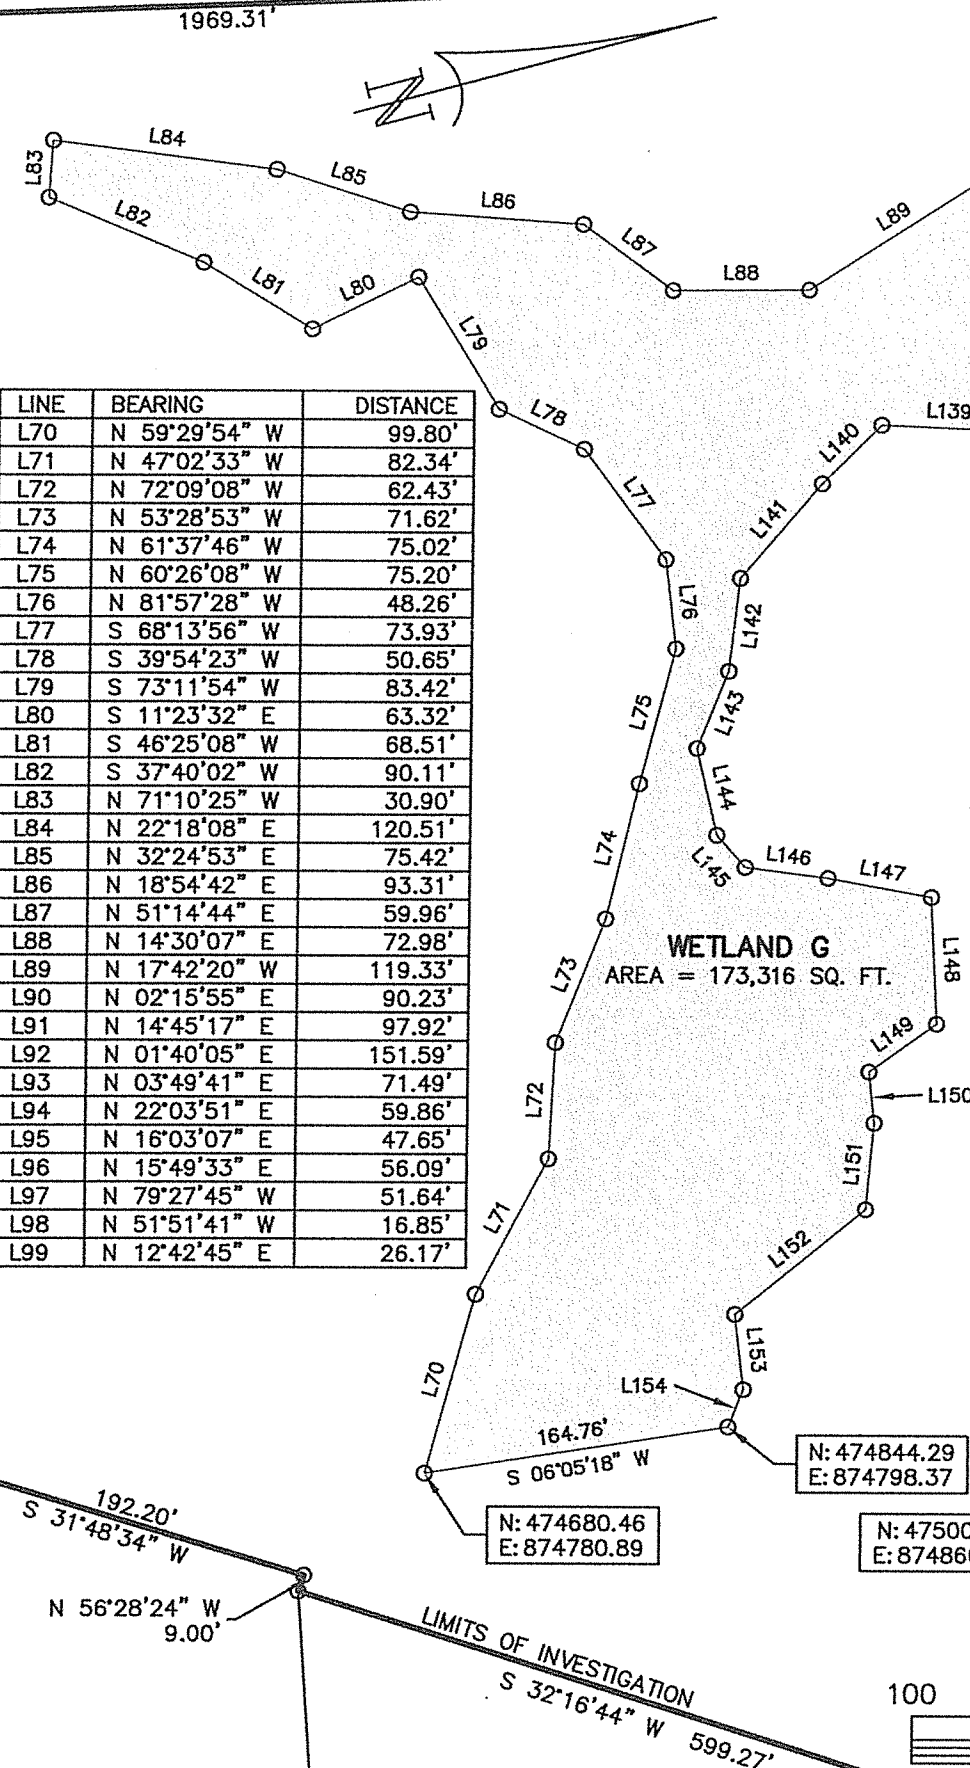 1969.31'
N
L84
L83
L85
L86
L82
L87
L89
L81
L80
L88
L79
L78
L139
L140
L77
L141
L76
L142
L75
L143
L144
L74
L145
L146
L147
WETLAND G
AREA = 173,316 SQ. FT.
L73
L148
L149
L72
L150
L151
L71
L152
L153
L70
L154
164.76'
S 06°05'18" W
N: 474844.29
E: 874798.37
N: 474680.46
E: 874780.89
N: 47500
E: 87486
LINE BEARING DISTANCE
L70 N 59°29'54" W 99.80'
L71 N 47°02'33" W 82.34'
L72 N 72°09'08" W 62.43'
L73 N 53°28'53" W 71.62'
L74 N 61°37'46" W 75.02'
L75 N 60°26'08" W 75.20'
L76 N 81°57'28" W 48.26'
L77 S 68°13'56" W 73.93'
L78 S 39°54'23" W 50.65'
L79 S 73°11'54" W 83.42'
L80 S 11°23'32" E 63.32'
L81 S 46°25'08" W 68.51'
L82 S 37°40'02" W 90.11'
L83 N 71°10'25" W 30.90'
L84 N 22°18'08" E 120.51'
L85 N 32°24'53" E 75.42'
L86 N 18°54'42" E 93.31'
L87 N 51°14'44" E 59.96'
L88 N 14°30'07" E 72.98'
L89 N 17°42'20" W 119.33'
L90 N 02°15'55" E 90.23'
L91 N 14°45'17" E 97.92'
L92 N 01°40'05" E 151.59'
L93 N 03°49'41" E 71.49'
L94 N 22°03'51" E 59.86'
L95 N 16°03'07" E 47.65'
L96 N 15°49'33" E 56.09'
L97 N 79°27'45" W 51.64'
L98 N 51°51'41" W 16.85'
L99 N 12°42'45" E 26.17'
192.20'
S 31°48'34" W
N 56°28'24" W
9.00'
LIMITS OF INVESTIGATION
S 32°16'44" W 599.27'
100